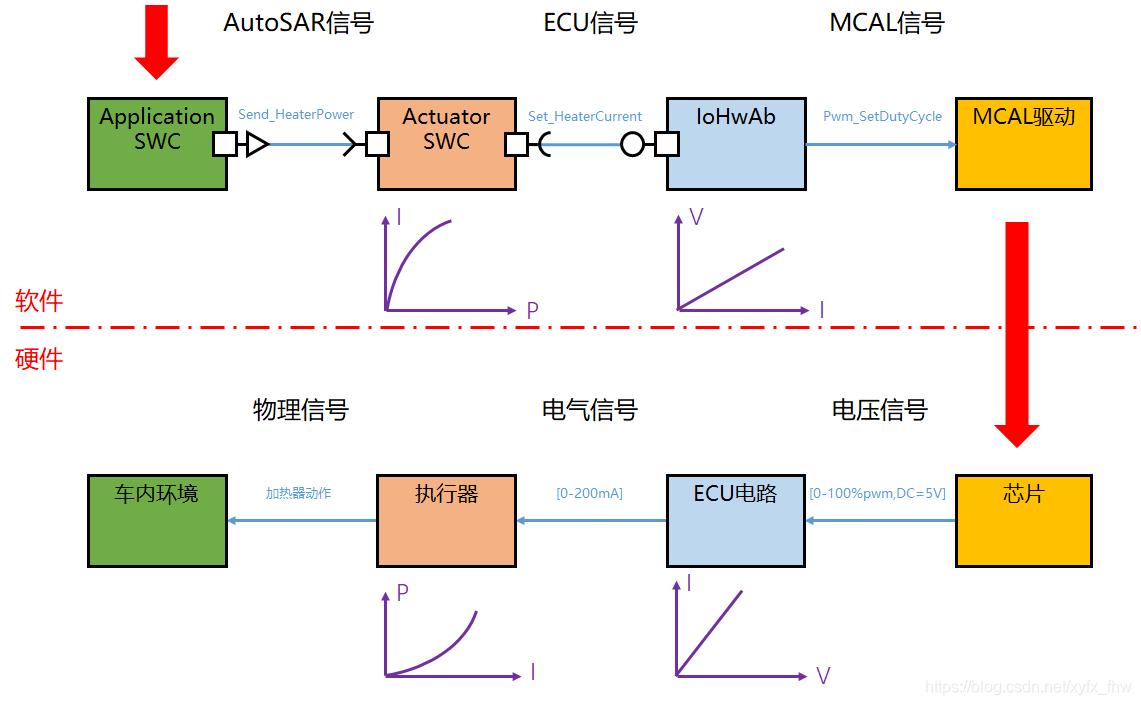 AutoSAR信号
ECU信号
MCAL信号
Application
SWC
Send_HeaterPower
Actuator
SWC
Set_HeaterCurrent
IoHwAb
Pwm_SetDutyCycle
MCAL驱动
I
P
V
I
软件
硬件
物理信号
电气信号
电压信号
车内环境
加热器动作
执行器
[0-200mA]
ECU电路
[0-100%pwm,DC=5V]
芯片
P
I
I
V
https://blog.csdn.net/xyfx_fhw